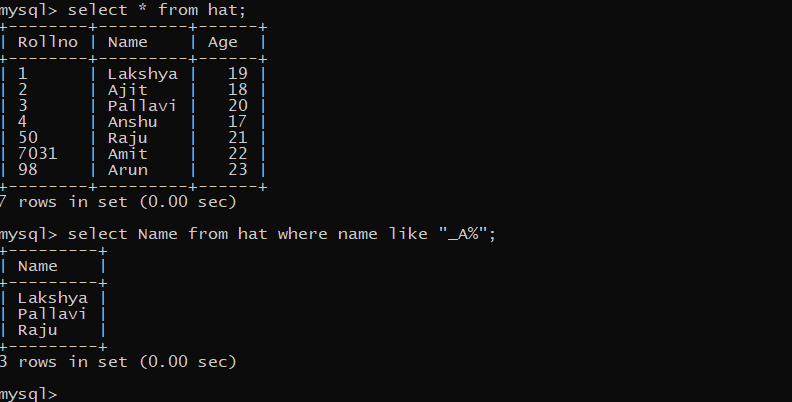 mysql> select * from hat;
+--------+---------+------+
| Rollno | Name    | Age  |
+--------+---------+------+
| 1      | Lakshya |   19 |
| 2      | Ajit    |   18 |
| 3      | Pallavi |   20 |
| 4      | Anshu   |   17 |
| 50     | Raju    |   21 |
| 7031   | Amit    |   22 |
| 98     | Arun    |   23 |
+--------+---------+------+
7 rows in set (0.00 sec)
mysql> select Name from hat where name like "_A%";
+---------+
| Name    |
+---------+
| Lakshya |
| Pallavi |
| Raju    |
+---------+
3 rows in set (0.00 sec)
mysql>